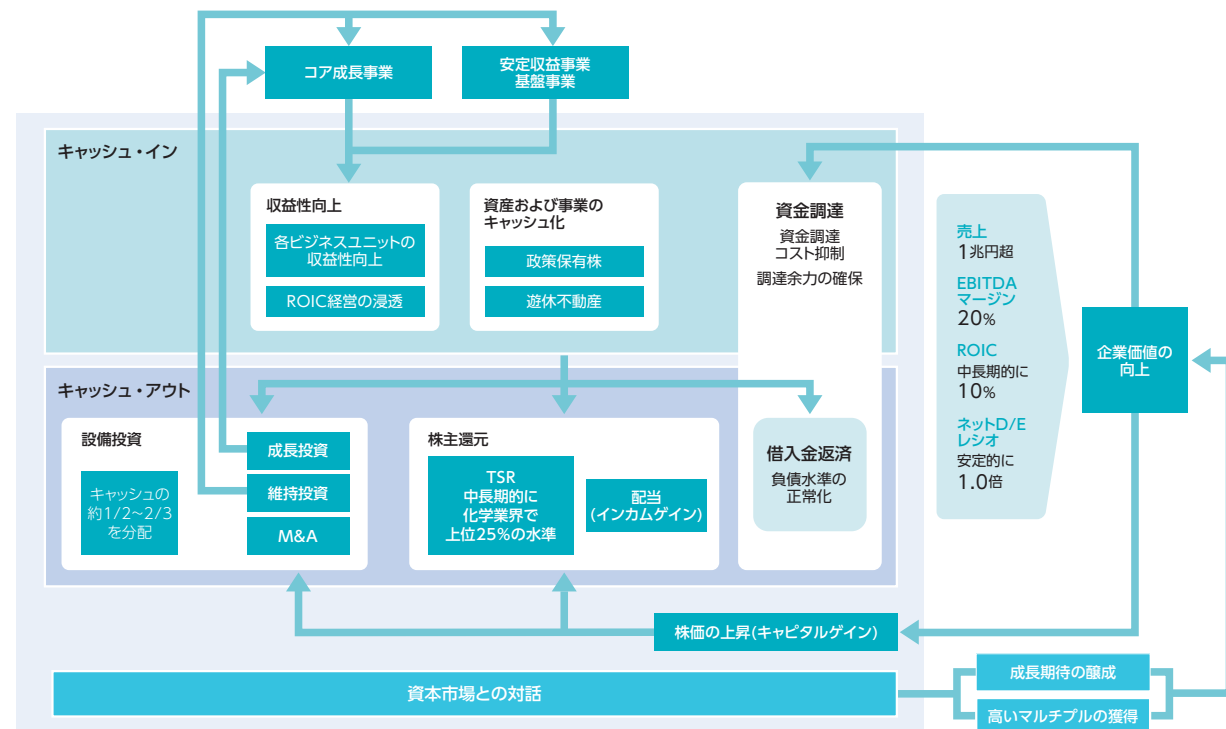 コア成長事業
安定収益事業
基盤事業
キャッシュ・イン
収益性向上
各ビジネスユニットの
収益性向上
ROIC経営の浸透
資産および事業の
キャッシュ化
政策保有株
遊休不動産
資金調達
資金調達
コスト抑制
調達余力の確保
売上
1兆円超
EBITDA
マージン
20%
ROIC
中長期的に
10%
ネットD/E
レシオ
安定的に
1.0倍
企業価値の
向上
キャッシュ・アウト
設備投資
キャッシュの
約1/2~2/3
を分配
成長投資
維持投資
M&A
株主還元
TSR
中長期的に
化学業界で
上位25%の水準
配当
(インカムゲイン)
借入金返済
負債水準の
正常化
株価の上昇(キャピタルゲイン)
資本市場との対話
成長期待の醸成
高いマルチプルの獲得